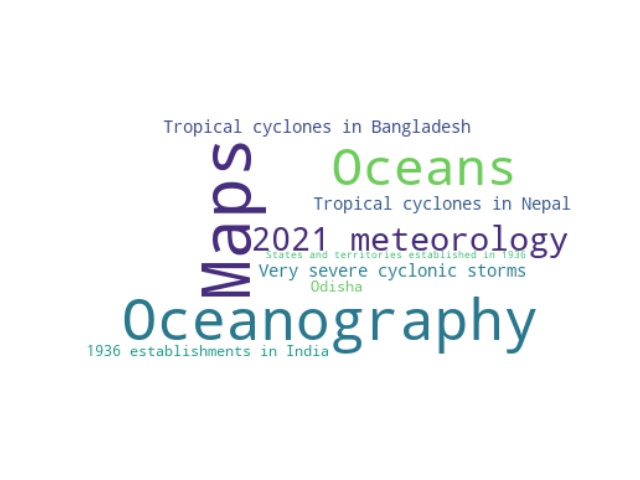 Tropical cyclones in Bangladesh
Maps
Oceans
Tropical cyclones in Nepal
2021 meteorology
States and territories established in 1936
Very severe cyclonic storms
Odisha
Oceanography
1936 establishments in India